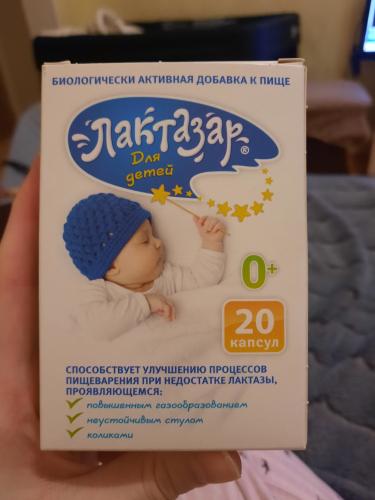 БИОЛОГИЧЕСКИ АКТИВНАЯ ДОБАВКА К ПИЩЕ
Лактазар®
Для
детей
0+
20
капсул
СПОСОБСТВУЕТ УЛУЧШЕНИЮ ПРОЦЕССОВ
ПИЩЕВАРЕНИЯ ПРИ НЕДОСТАТКЕ ЛАКТАЗЫ,
ПРОЯВЛЯЮЩЕМСЯ:
повышенным газообразованием
неустойчивым стулом
коликами